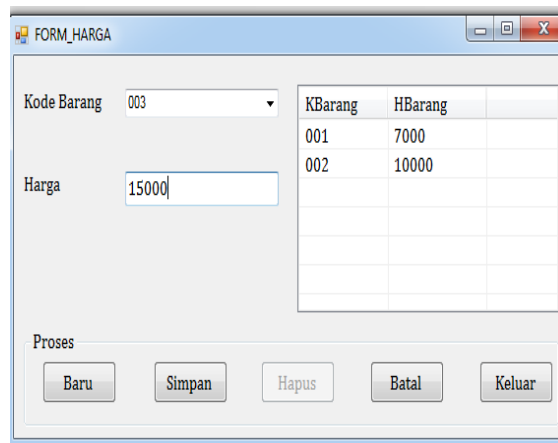 FORM_HARGA
Kode Barang 003
KBarang HBarang
001 7000
002 10000
Harga 15000
Proses
Baru Simpan Hapus Batal Keluar